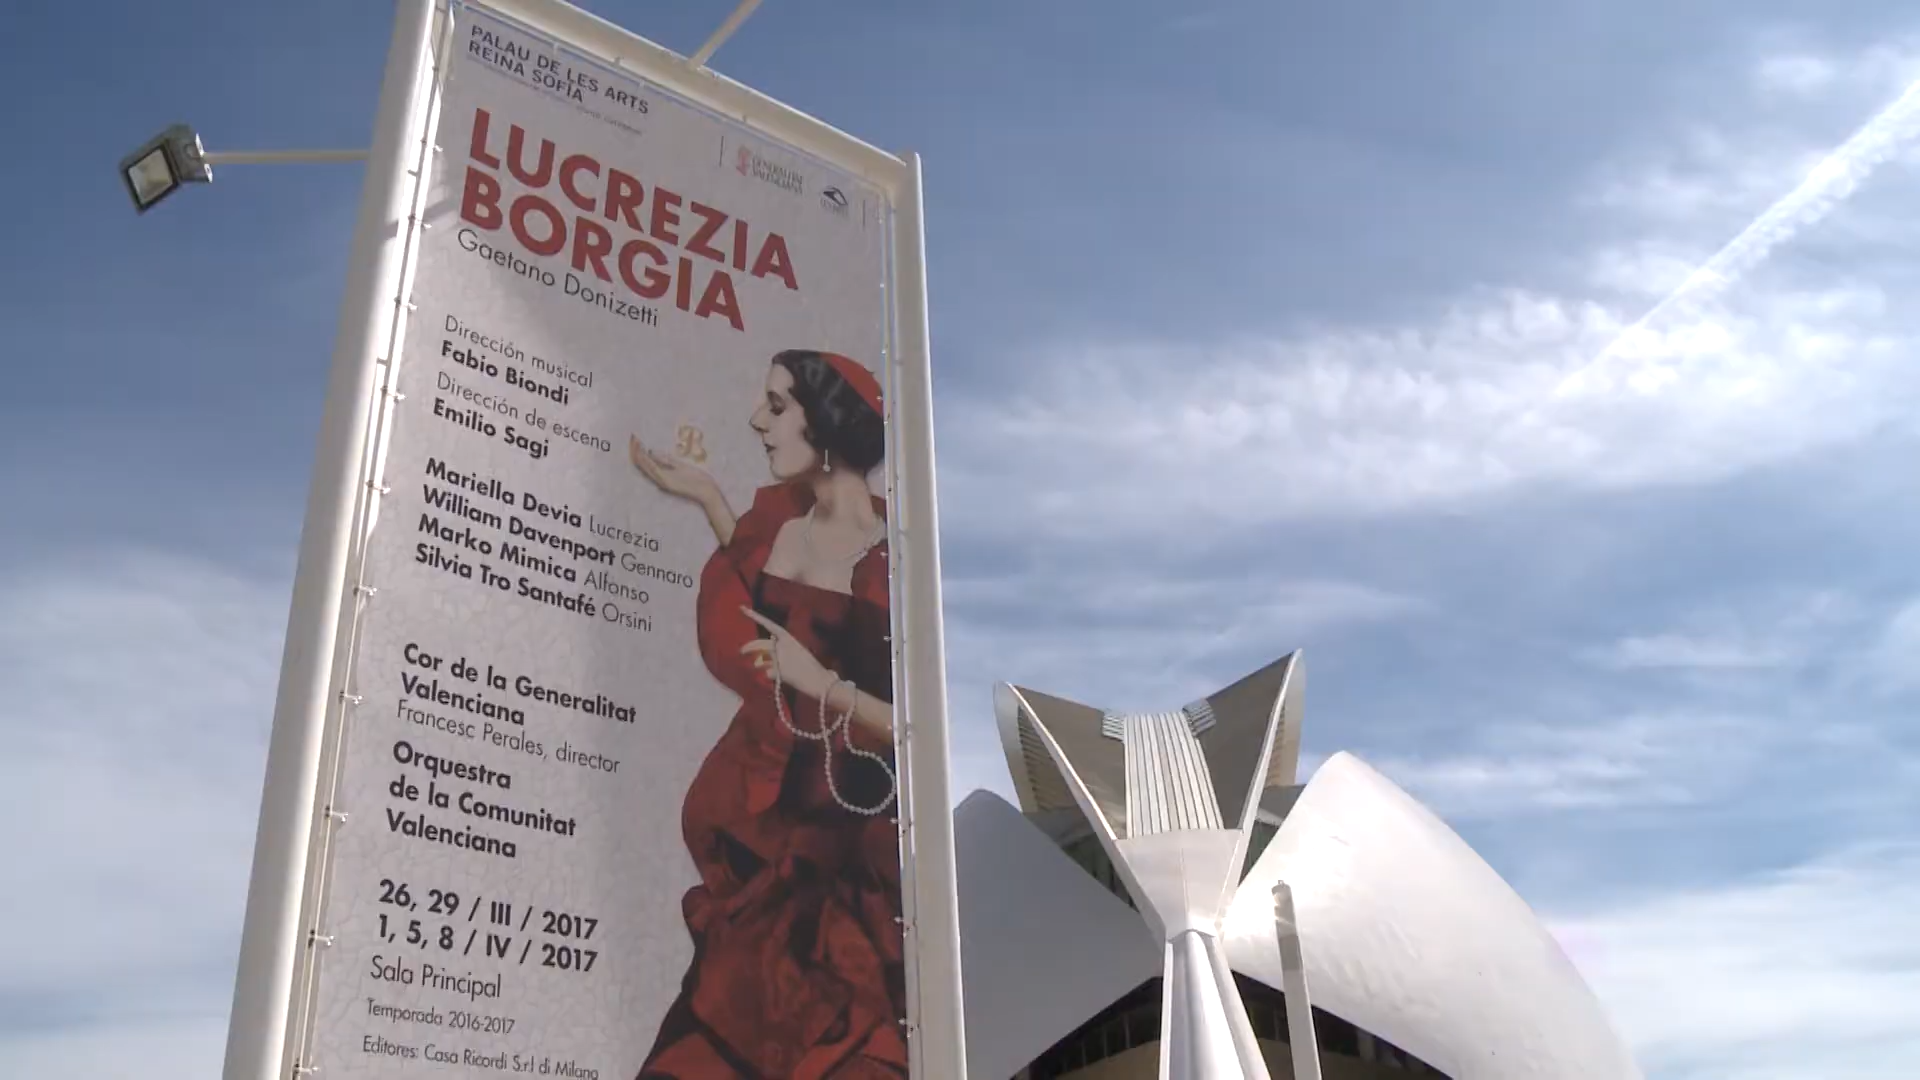 PALAU DE LES ARTS
REINA SOFÍA
LUCREZIA
BORGIA
GENERALITAT
VALENCIANA
Gaetano Donizetti
Dirección musical
Fabio Biondi
Dirección de escena
Emilio Sagi
B
Mariella Devia Lucrezia
William Davenport Gennaro
Marko Mimica Alfonso
Silvia Tro Santafé Orsini
Cor de la Generalitat
Valenciana
Francesc Perales, director
Orquestra
de la Comunitat
Valenciana
26, 29 / III / 2017
1, 5, 8 / IV / 2017
Sala Principal
Temporada 2016-2017
Editores: Casa Ricordi S.r.l di Milano